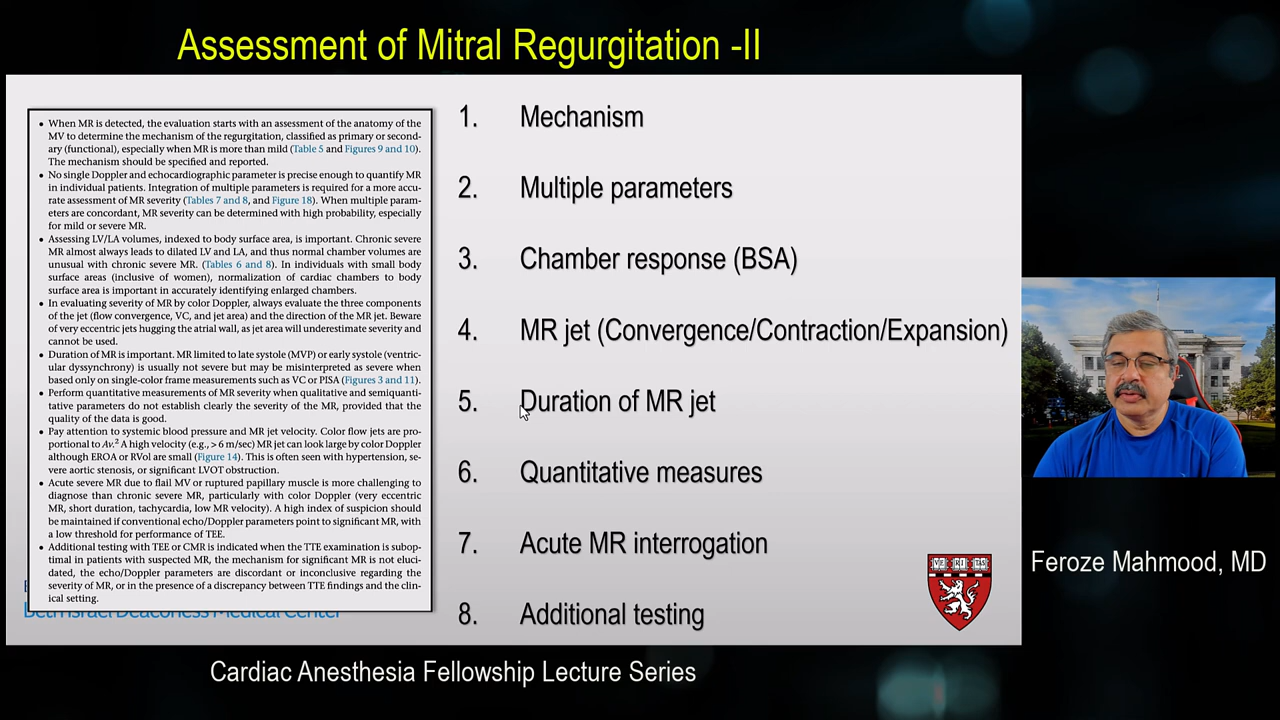 Assessment of Mitral Regurgitation -II
• When MR is detected, the evaluation starts with an assessment of the anatomy of the
MV to determine the mechanism of the regurgitation, classified as primary or second-
ary (functional), especially when MR is more than mild (Table 5 and Figures 9 and 10).
The mechanism should be specified and reported.
• No single Doppler and echocardiographic parameter is precise enough to quantify MR
in individual patients. Integration of multiple parameters is required for a more accu-
rate assessment of MR severity (Tables 7 and 8, and Figure 18). When multiple param-
eters are concordant, MR severity can be determined with high probability, especially
for mild or severe MR.
• Assessing LV/LA volumes, indexed to body surface area, is important. Chronic severe
MR almost always leads to dilated LV and LA, and thus normal chamber volumes are
unusual with chronic severe MR. (Tables 6 and 8). In individuals with small body
surface areas (inclusive of women), normalization of cardiac chambers to body
surface area is important in accurately identifying enlarged chambers.
• In evaluating severity of MR by color Doppler, always evaluate the three components
of the jet (flow convergence, VC, and jet area) and the direction of the MR jet. Beware
of very eccentric jets hugging the atrial wall, as jet area will underestimate severity and
cannot be used.
• Duration of MR is important. MR limited to late systole (MVP) or early systole (ventric-
ular dyssynchrony) is usually not severe but may be misinterpreted as severe when
based only on single-color frame measurements such as VC or PISA (Figures 3 and 11).
• Perform quantitative measurements of MR severity when qualitative and semiquanti-
tative parameters do not establish clearly the severity of the MR, provided that the
quality of the data is good.
• Pay attention to systemic blood pressure and MR jet velocity. Color flow jets are pro-
portional to Av.² A high velocity (e.g., > 6 m/sec) MR jet can look large by color Doppler
although EROA or RVol are small (Figure 14). This is often seen with hypertension, se-
vere aortic stenosis, or significant LVOT obstruction.
• Acute severe MR due to flail MV or ruptured papillary muscle is more challenging to
diagnose than chronic severe MR, particularly with color Doppler (very eccentric
MR, short duration, tachycardia, low MR velocity). A high index of suspicion should
be maintained if conventional echo/Doppler parameters point to significant MR, with
a low threshold for performance of TEE.
• Additional testing with TEE or CMR is indicated when the TTE examination is subop-
timal in patients with suspected MR, the mechanism for significant MR is not eluci-
dated, the echo/Doppler parameters are discordant or inconclusive regarding the
severity of MR, or in the presence of a discrepancy between TTE findings and the clin-
ical setting.
Beth Israel Deaconess Medical Center
1. Mechanism
2. Multiple parameters
3. Chamber response (BSA)
4. MR jet (Convergence/Contraction/Expansion)
5. Duration of MR jet
6. Quantitative measures
7. Acute MR interrogation
8. Additional testing
VE RI TAS
Feroze Mahmood, MD
Cardiac Anesthesia Fellowship Lecture Series